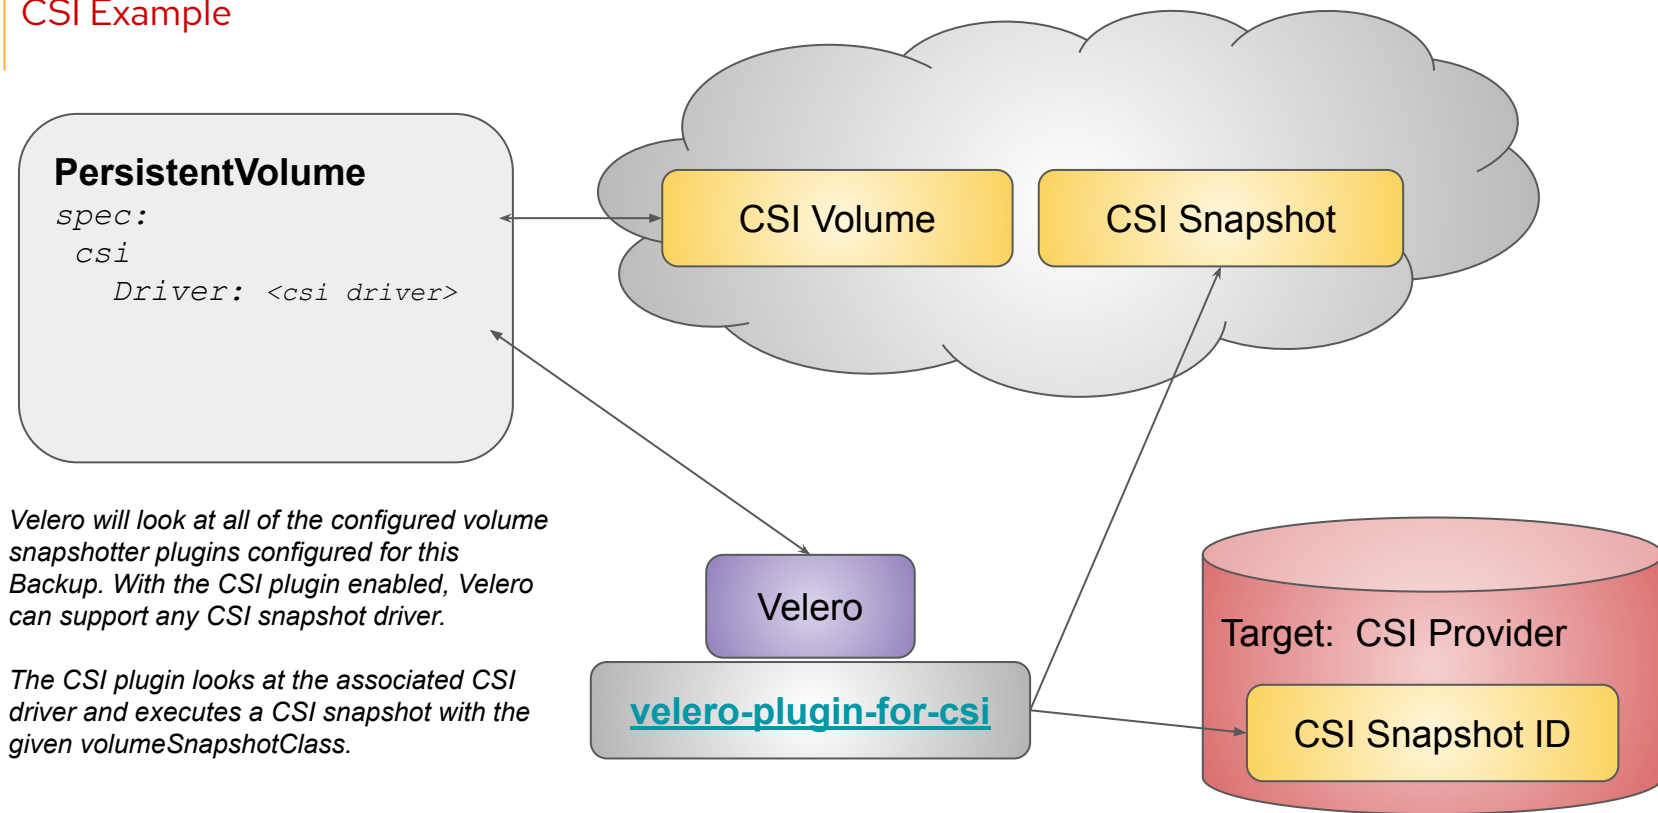 CSI Example
PersistentVolume
spec:
csi
Driver: <csi driver>
CSI Volume
CSI Snapshot
Velero will look at all of the configured volume
snapshotter plugins configured for this
Backup. With the CSI plugin enabled, Velero
can support any CSI snapshot driver.
The CSI plugin looks at the associated CSI
driver and executes a CSI snapshot with the
given volumeSnapshotClass.
Velero
velero-plugin-for-csi
Target: CSI Provider
CSI Snapshot ID